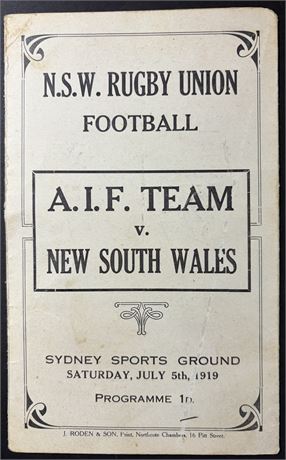 N.S.W. RUGBY UNION
FOOTBALL
A.I.F. TEAM
v.
NEW SOUTH WALES
SYDNEY SPORTS GROUND
SATURDAY, JULY 5th, 1919
PROGRAMME 1D.
J. RODEN & SON, Print, Northcote Chambers, 16 Pitt Street.